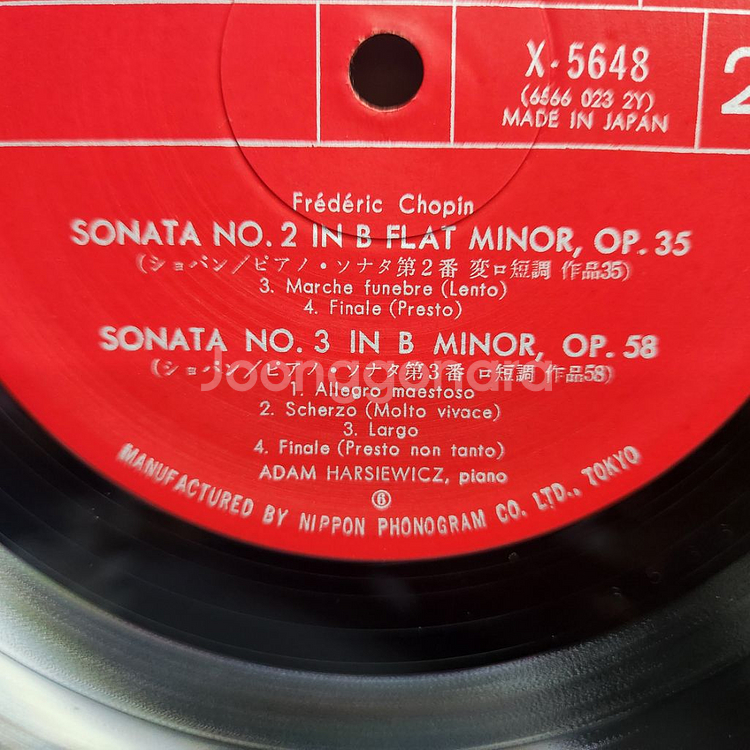 X-5648
2
(6566 023 2Y)
MADE IN JAPAN
Frédéric Chopin
SONATA NO. 2 IN B FLAT MINOR, OP. 35
(ショパン/ピアノ・ソナタ第2番 変ロ短調 作品35)
3. Marche funebre (Lento)
4. Finale (Presto)
SONATA NO. 3 IN B MINOR, OP. 58
(ショパン/ピアノ・ソナタ第3番 ロ短調 作品58)
Joonggonara
1. Allegro maestoso
2. Scherzo (Molto vivace)
3. Largo
4. Finale (Presto non tanto)
ADAM HARSIEWICZ, piano
MANUFACTURED BY NIPPON PHONOGRAM CO. LTD., TOKYO